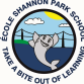 ÉCOLE SHANNON PARK SCHOOL
TAKE A BITE OUT OF LEARNING